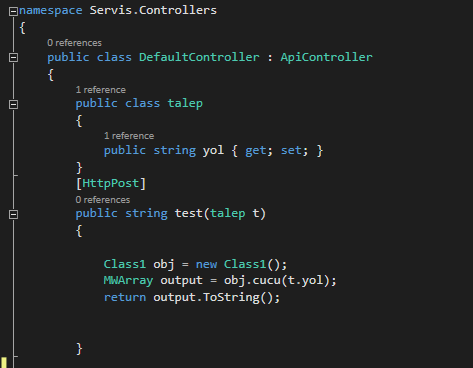 namespace Servis.Controllers
{
0 references
public class DefaultController : ApiController
{
1 reference
public class talep
{
1 reference
public string yol { get; set; }
}
[HttpPost]
0 references
public string test(talep t)
{
Class1 obj = new Class1();
MWArray output = obj.cucu(t.yol);
return output.ToString();
}